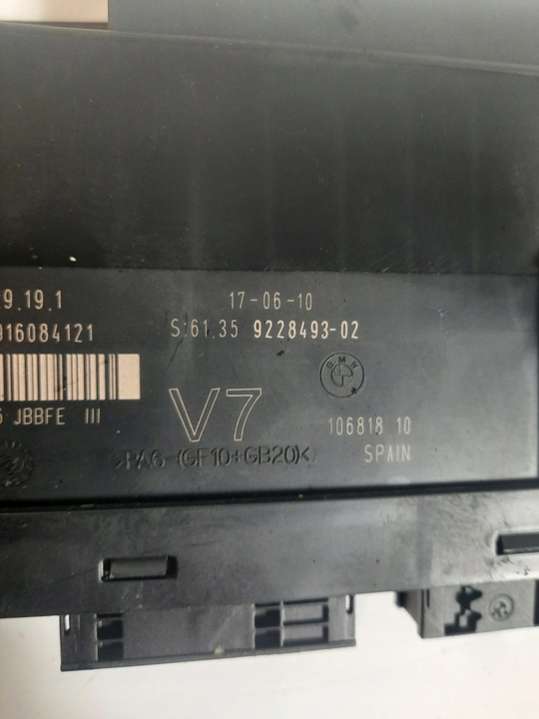 9.19.1 17-06-10
916084121 S:61.35 9228493-02
BMW
JBBFE III V7
106818 10
>PA6-(GF10+GB20)< SPAIN